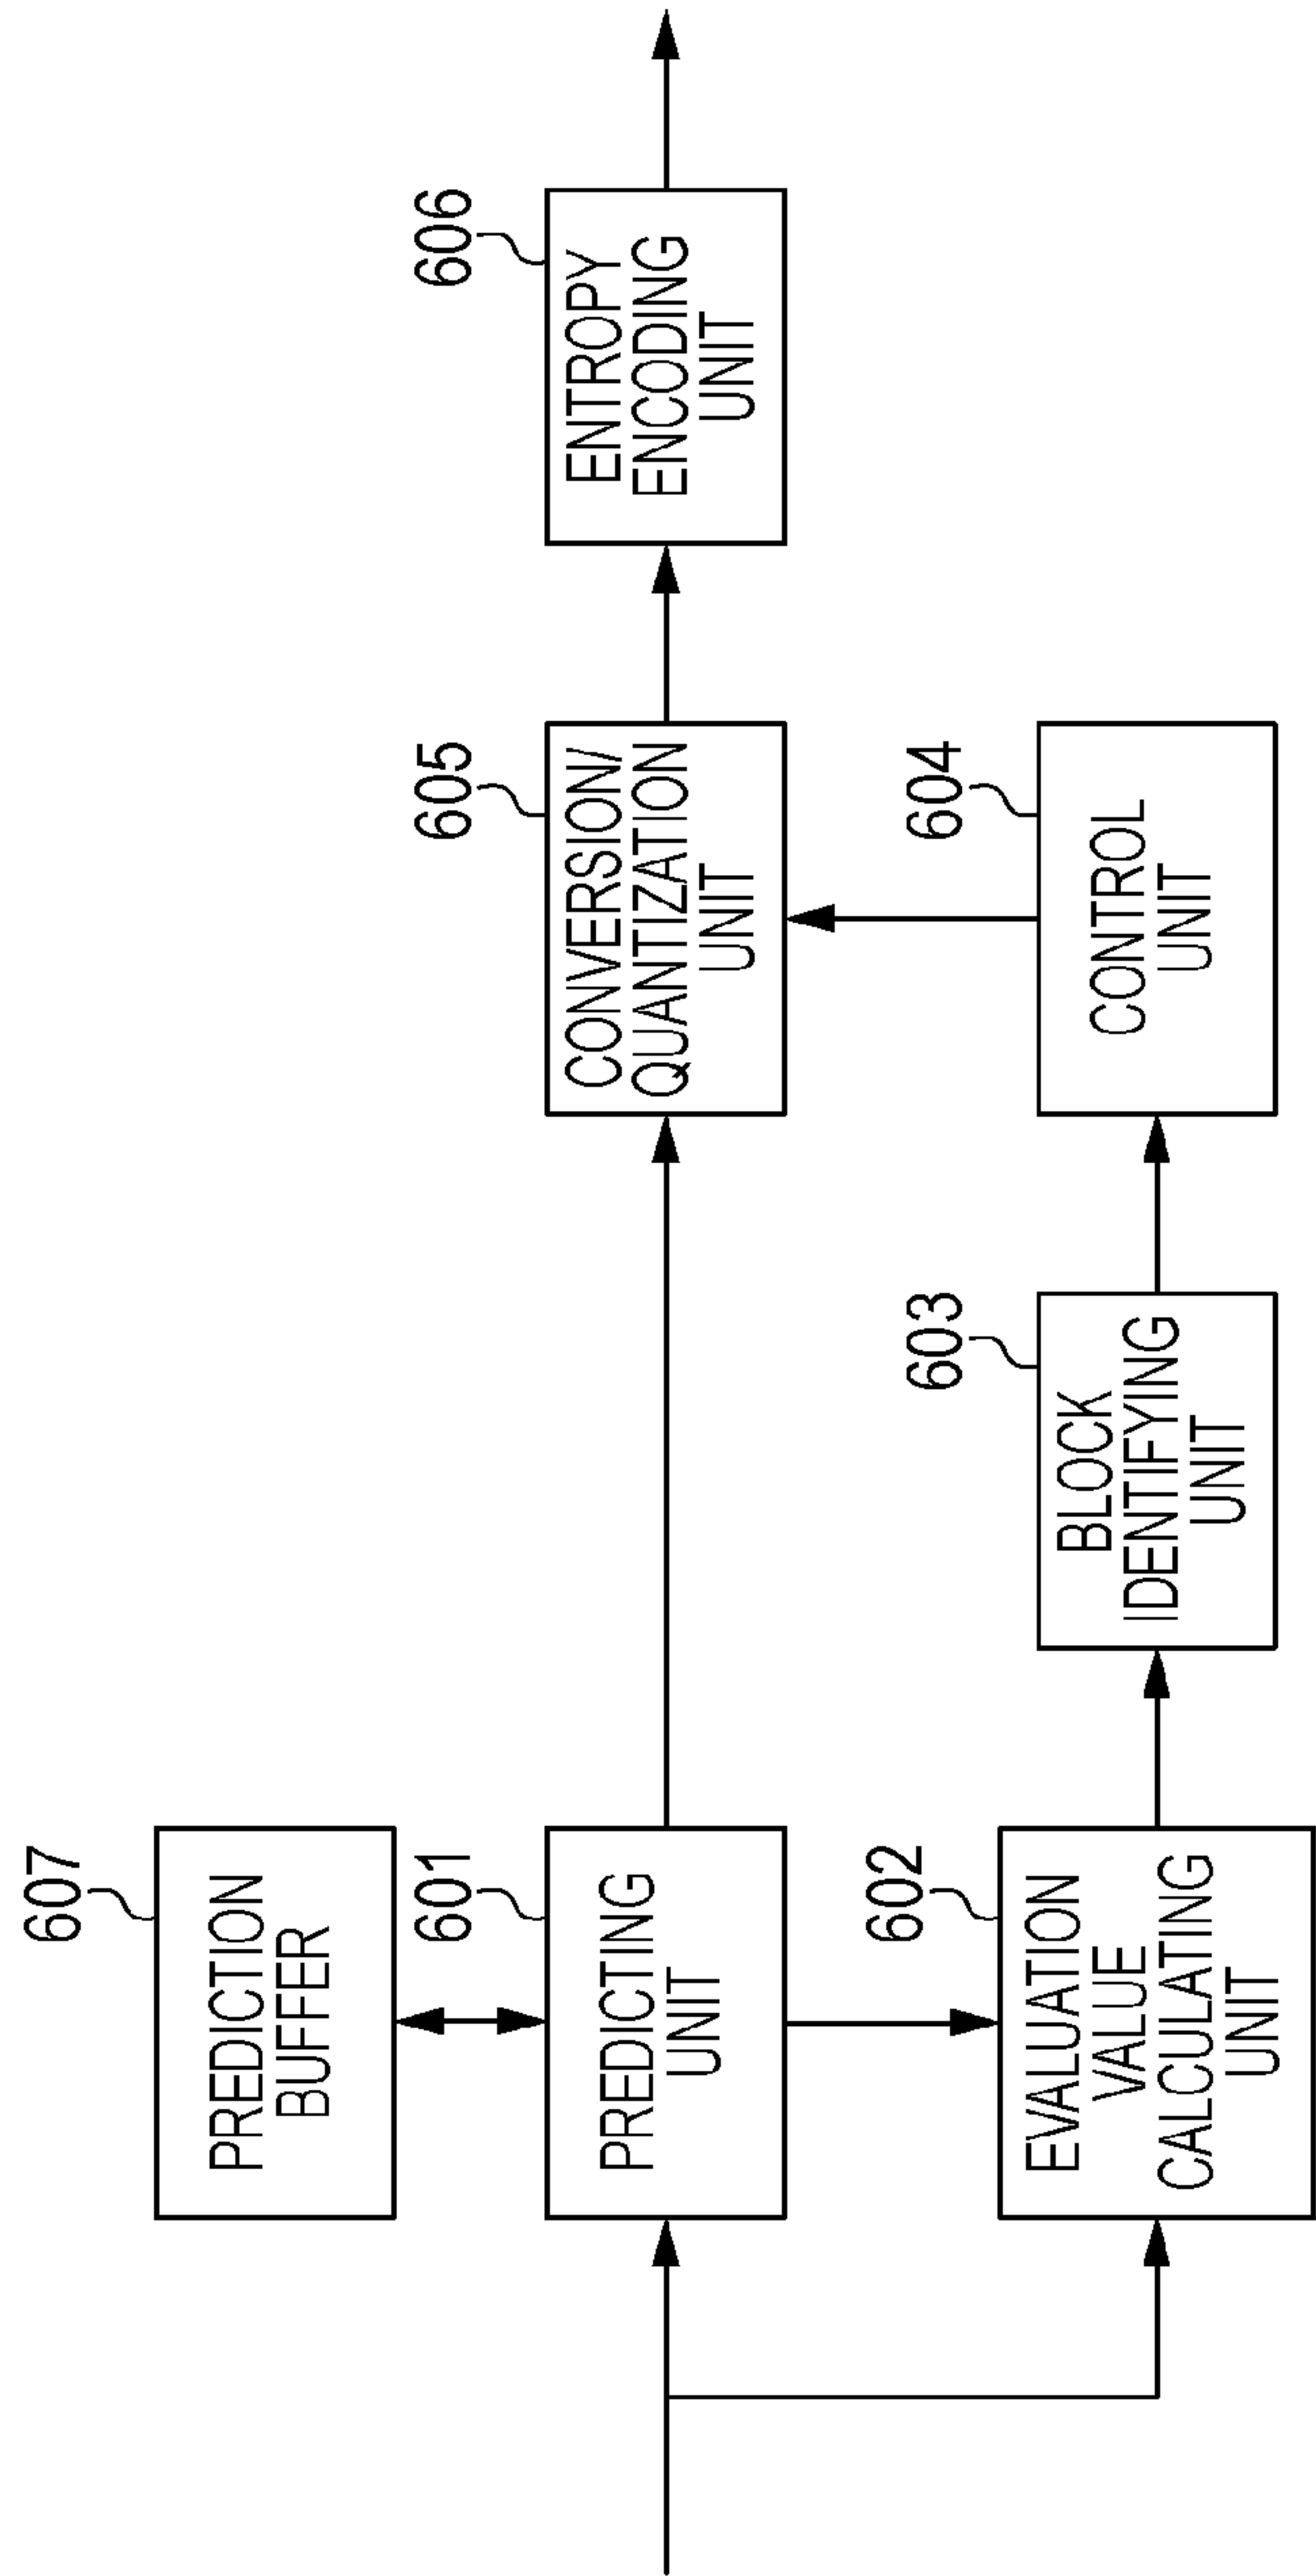 607
PREDICTION
BUFFER
601
PREDICTING
UNIT
602
EVALUATION
VALUE
CALCULATING
UNIT
603
BLOCK
IDENTIFYING
UNIT
605
CONVERSION/
QUANTIZATION
UNIT
604
CONTROL
UNIT
606
ENTROPY
ENCODING
UNIT